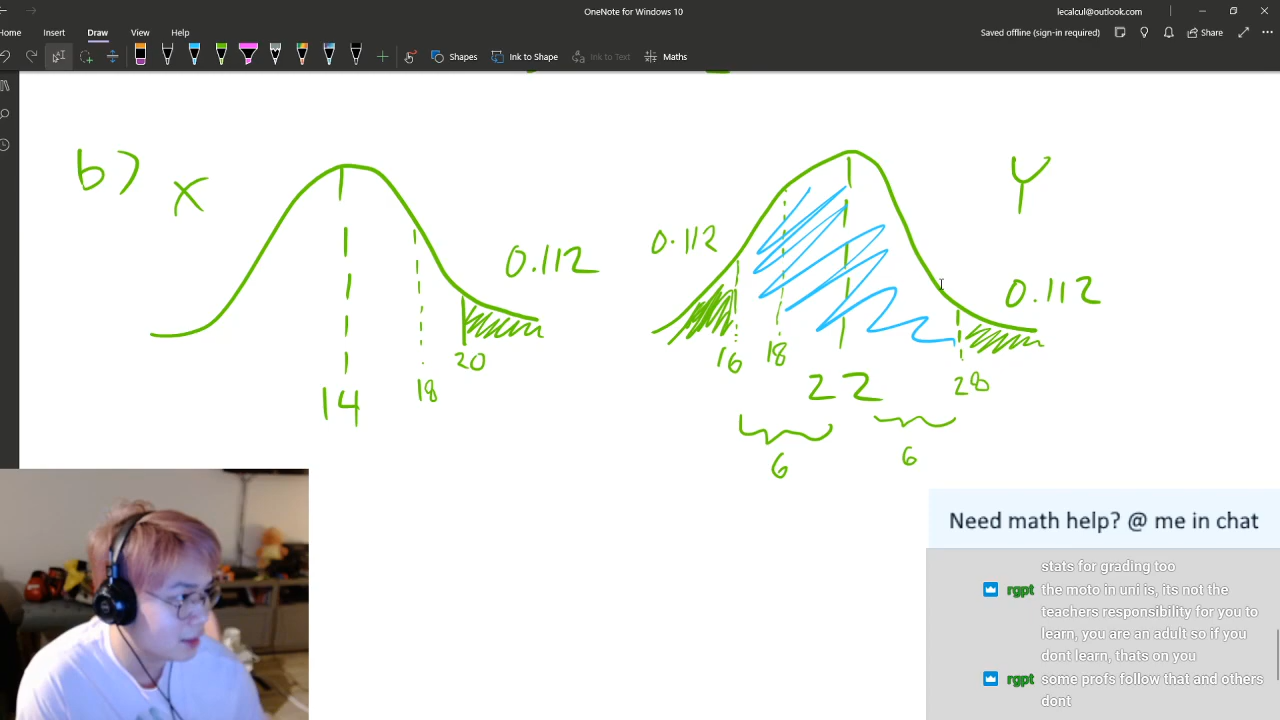 OneNote for Windows 10
lecalcul@outlook.com
Home Insert Draw View Help
Saved offline (sign-in required)
Share
Shapes
Ink to Shape
Ink to Text
Maths
b) X
0.112
14
18
20
Y
0.112
0.112
16
18
22
28
6
6
Need math help? @ me in chat
stats for grading too
rgpt the moto in uni is, its not the
teachers responsibility for you to
learn, you are an adult so if you
dont learn, thats on you
rgpt some profs follow that and others
dont